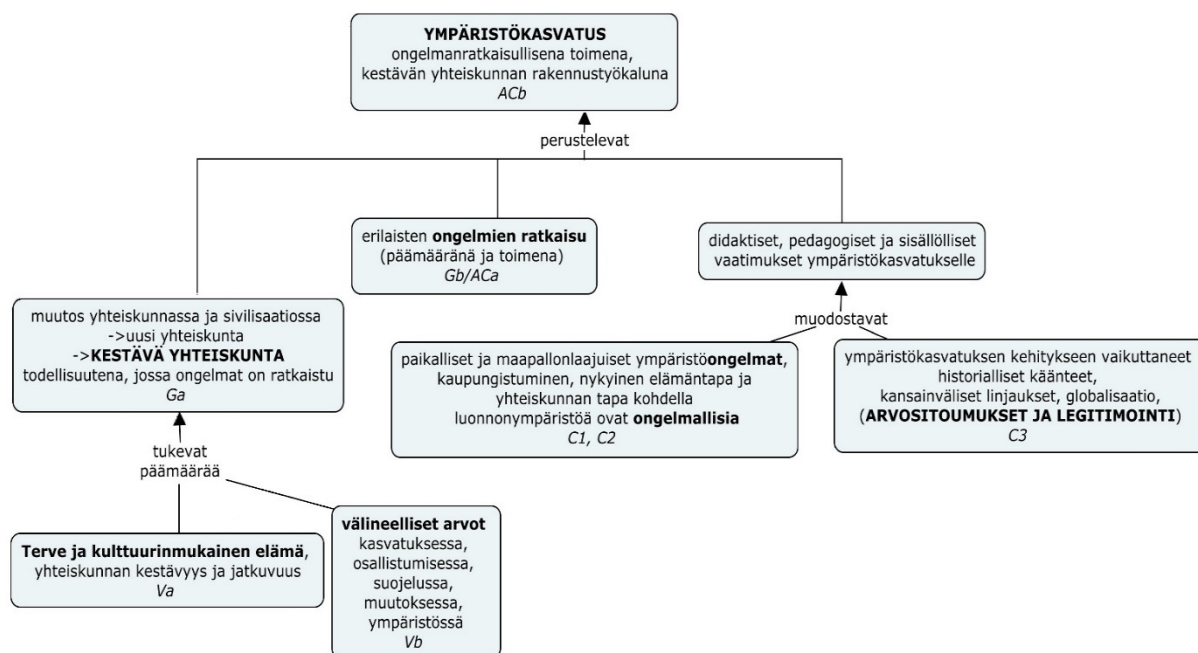 YMPÄRISTÖKASVATUS
ongelmanratkaisullisena toimena,
kestävän yhteiskunnan rakennustyökaluna
ACb
perustelevat
erilaisten ongelmien ratkaisu
(päämääränä ja toimena)
Gb/ACa
didaktiset, pedagogiset ja sisällölliset
vaatimukset ympäristökasvatukselle
muutos yhteiskunnassa ja sivilisaatiossa
->uusi yhteiskunta
->KESTÄVÄ YHTEISKUNTA
todellisuutena, jossa ongelmat on ratkaistu
Ga
muodostavat
paikalliset ja maapallonlaajuiset ympäristöongelmat,
kaupungistuminen, nykyinen elämäntapa ja
yhteiskunnan tapa kohdella
luonnonympäristöä ovat ongelmallisia
C1, C2
ympäristökasvatuksen kehitykseen vaikuttaneet
historialliset käänteet,
kansainväliset linjaukset, globalisaatio,
(ARVOSITOUMUKSET JA LEGITIMOINTI)
C3
tukevat
päämäärää
Terve ja kulttuurinmukainen elämä,
yhteiskunnan kestävyys ja jatkuvuus
Va
välineelliset arvot
kasvatuksessa,
osallistumisessa,
suojelussa,
muutoksessa,
ympäristössä
Vb